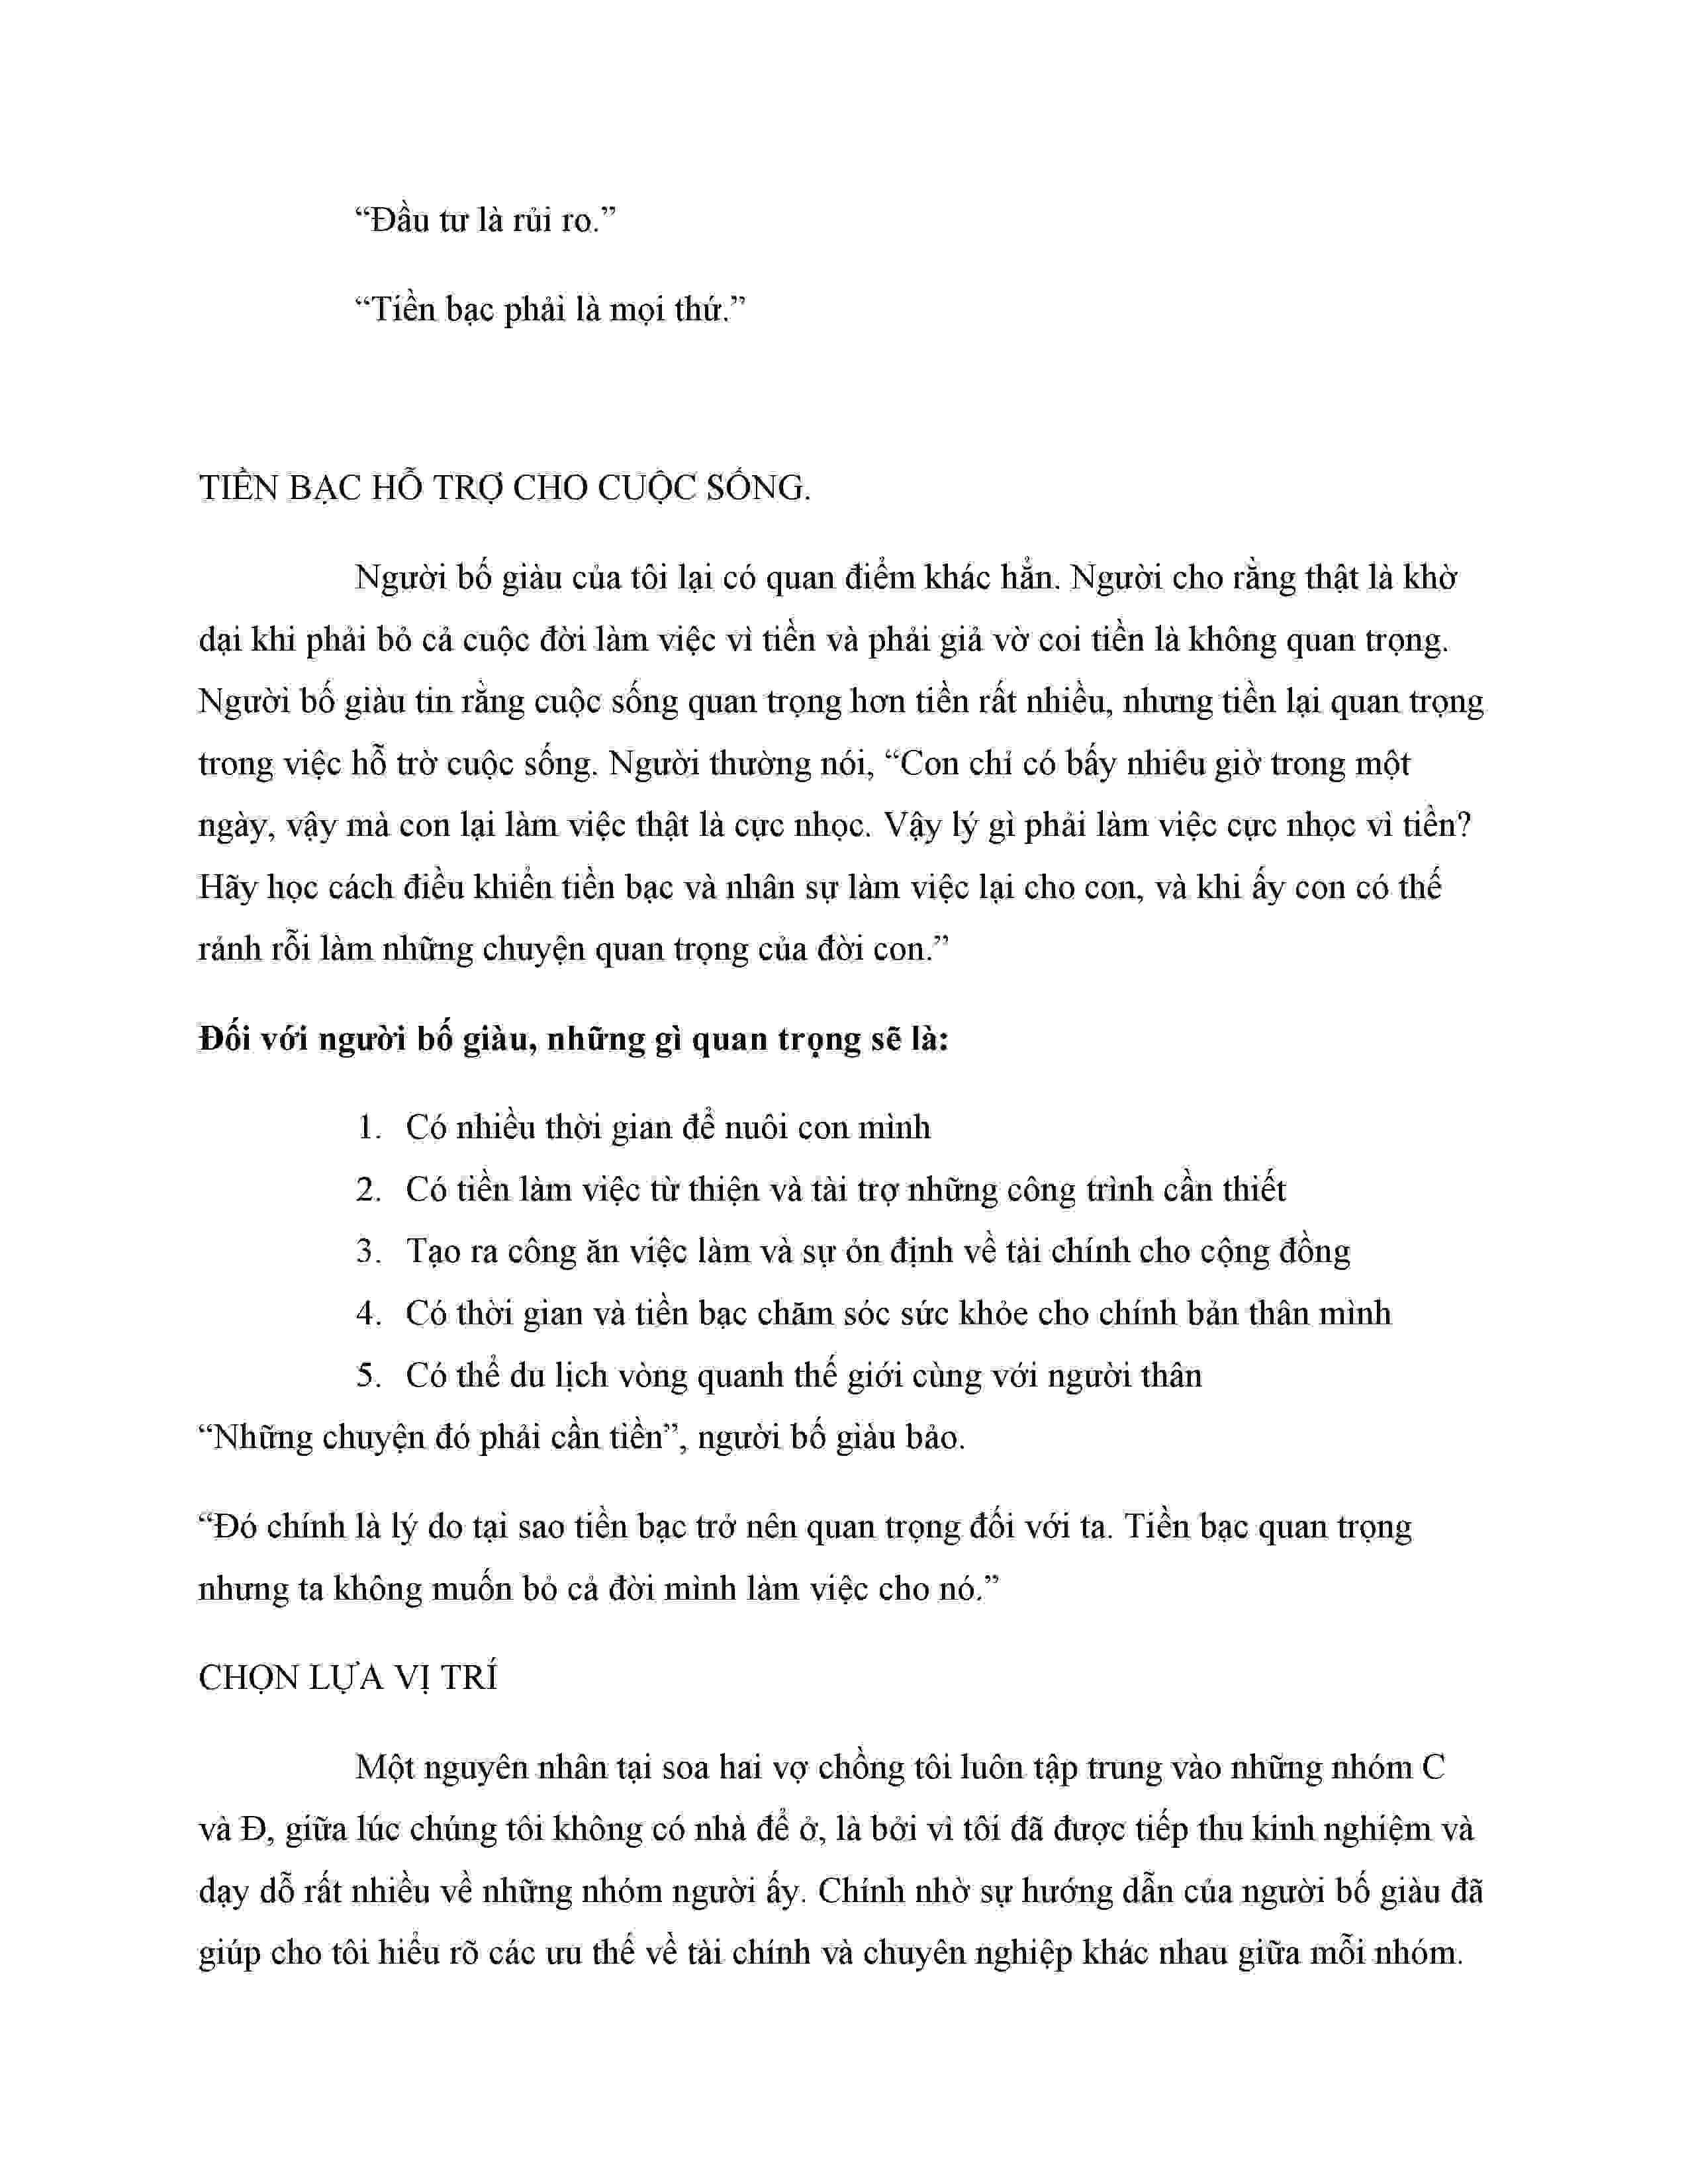 “Đầu tư là rủi ro.”
“Tiền bạc phải là mọi thứ.”
TIỀN BẠC HỖ TRỢ CHO CUỘC SỐNG.
Người bố giàu của tôi lại có quan điểm khác hẳn. Người cho rằng thật là khờ
dại khi phải bỏ cả cuộc đời làm việc vì tiền và phải giả vờ coi tiền là không quan trọng.
Người bố giàu tin rằng cuộc sống quan trọng hơn tiền rất nhiều, nhưng tiền lại quan trọng
trong việc hỗ trờ cuộc sống. Người thường nói, “Con chỉ có bấy nhiêu giờ trong một
ngày, vậy mà con lại làm việc thật là cực nhọc. Vậy lý gì phải làm việc cực nhọc vì tiền?
Hãy học cách điều khiển tiền bạc và nhân sự làm việc lại cho con, và khi ấy con có thế
rảnh rỗi làm những chuyện quan trọng của đời con.”
Đối với người bố giàu, những gì quan trọng sẽ là:
1. Có nhiều thời gian để nuôi con mình
2. Có tiền làm việc từ thiện và tài trợ những công trình cần thiết
3. Tạo ra công ăn việc làm và sự ỏn định về tài chính cho cộng đồng
4. Có thời gian và tiền bạc chăm sóc sức khỏe cho chính bản thân mình
5. Có thể du lịch vòng quanh thế giới cùng với người thân
“Những chuyện đó phải cần tiền”, người bố giàu bảo.
“Đó chính là lý do tại sao tiền bạc trở nên quan trọng đối với ta. Tiền bạc quan trọng
nhưng ta không muốn bỏ cả đời mình làm việc cho nó.”
CHỌN LỰA VỊ TRÍ
Một nguyên nhân tại soa hai vợ chồng tôi luôn tập trung vào những nhóm C
và Đ, giữa lúc chúng tôi không có nhà để ở, là bởi vì tôi đã được tiếp thu kinh nghiệm và
dạy dỗ rất nhiều về những nhóm người ấy. Chính nhờ sự hướng dẫn của người bố giàu đã
giúp cho tôi hiểu rõ các ưu thế về tài chính và chuyên nghiệp khác nhau giữa mỗi nhóm.